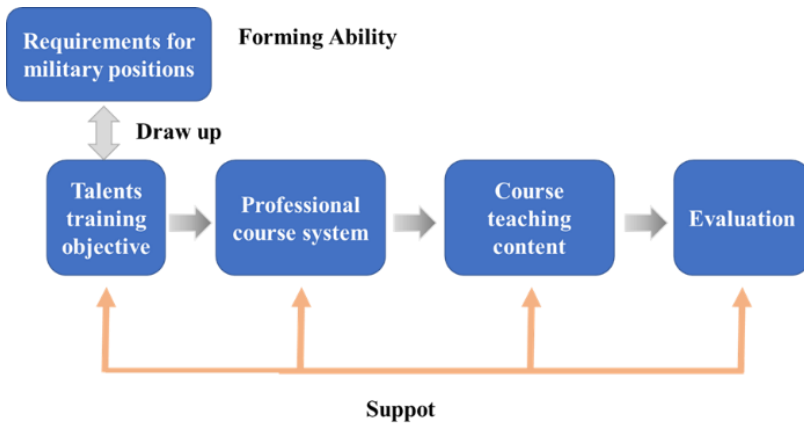 Requirements for
military positions
Forming Ability
Draw up
Talents
training
objective
Professional
course system
Course
teaching
content
Evaluation
Suppot